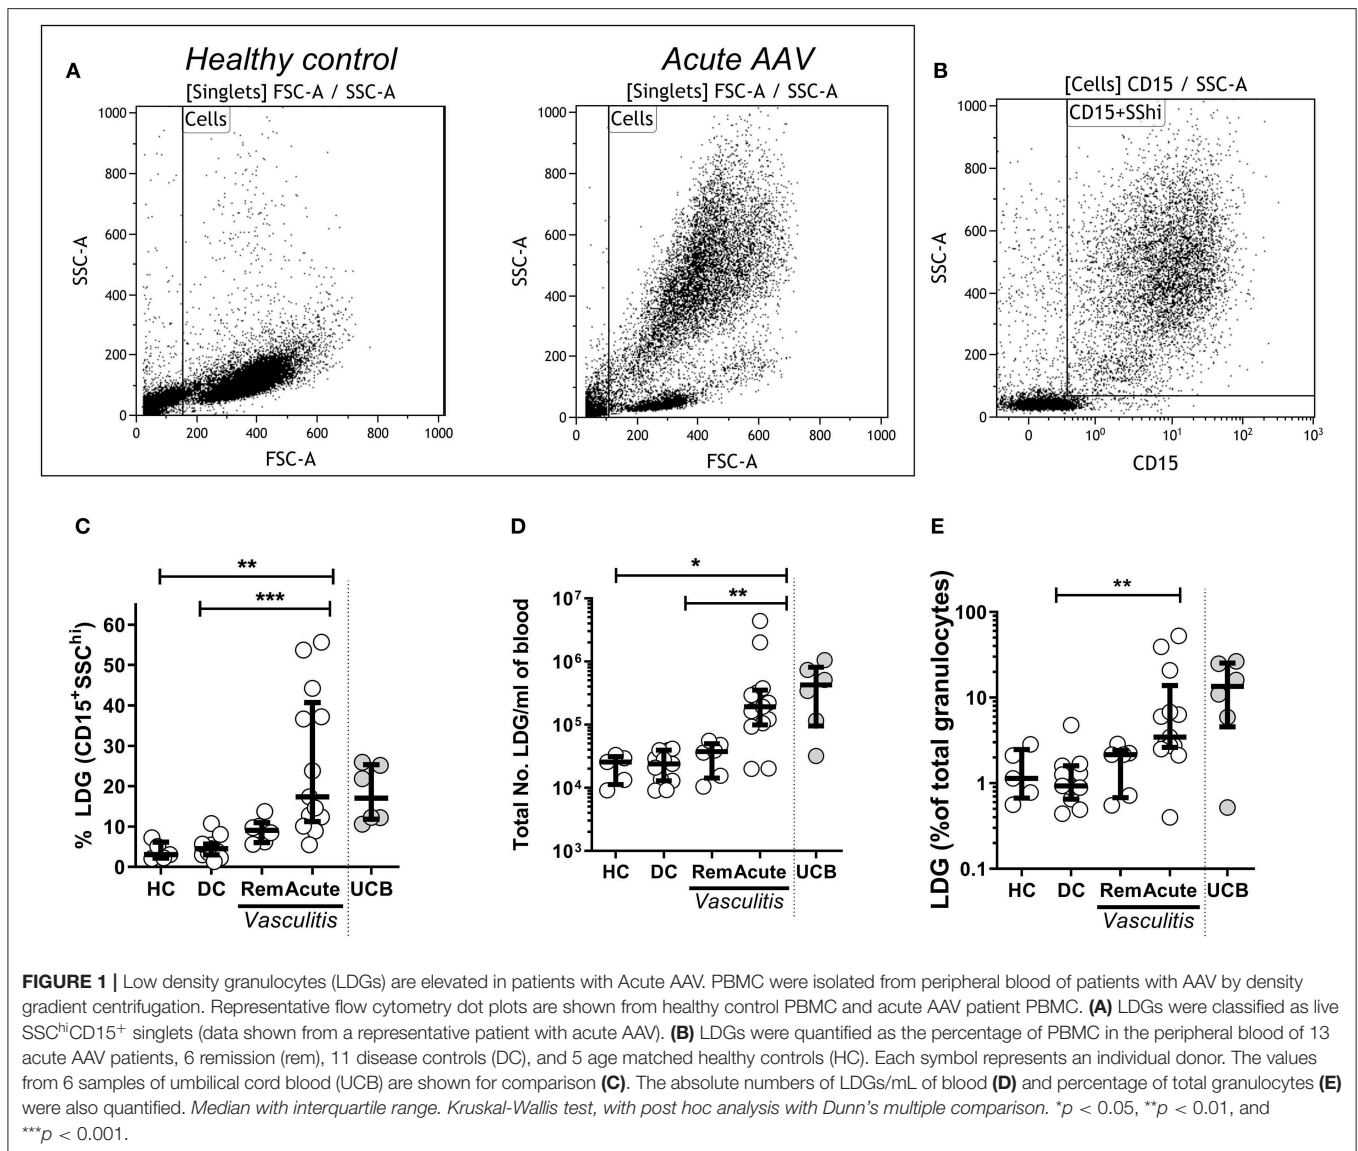 A
Healthy control
[Singlets] FSC-A / SSC-A
Cells
1000
800
600
400
200
0
SSC-A
0 200 400 600 800 1000
FSC-A
Acute AAV
[Singlets] FSC-A / SSC-A
Cells
1000
800
600
400
200
0
SSC-A
0 200 400 600 800 1000
FSC-A
B
[Cells] CD15 / SSC-A
CD15+SShi
1000
800
600
400
200
0
SSC-A
0 10⁰ 10¹ 10² 10³
CD15
C
**
***
% LDG (CD15⁺SSCʰⁱ)
60
50
40
30
20
10
0
HC DC Rem Acute UCB
Vasculitis
D
*
**
Total No. LDG/ml of blood
10⁷
10⁶
10⁵
10⁴
10³
HC DC Rem Acute UCB
Vasculitis
E
**
LDG (%of total granulocytes)
100
10
1
0.1
HC DC Rem Acute UCB
Vasculitis
FIGURE 1 | Low density granulocytes (LDGs) are elevated in patients with Acute AAV. PBMC were isolated from peripheral blood of patients with AAV by density
gradient centrifugation. Representative flow cytometry dot plots are shown from healthy control PBMC and acute AAV patient PBMC. (A) LDGs were classified as live
SSCʰⁱCD15⁺ singlets (data shown from a representative patient with acute AAV). (B) LDGs were quantified as the percentage of PBMC in the peripheral blood of 13
acute AAV patients, 6 remission (rem), 11 disease controls (DC), and 5 age matched healthy controls (HC). Each symbol represents an individual donor. The values
from 6 samples of umbilical cord blood (UCB) are shown for comparison (C). The absolute numbers of LDGs/mL of blood (D) and percentage of total granulocytes (E)
were also quantified. Median with interquartile range. Kruskal-Wallis test, with post hoc analysis with Dunn's multiple comparison. *p < 0.05, **p < 0.01, and
***p < 0.001.